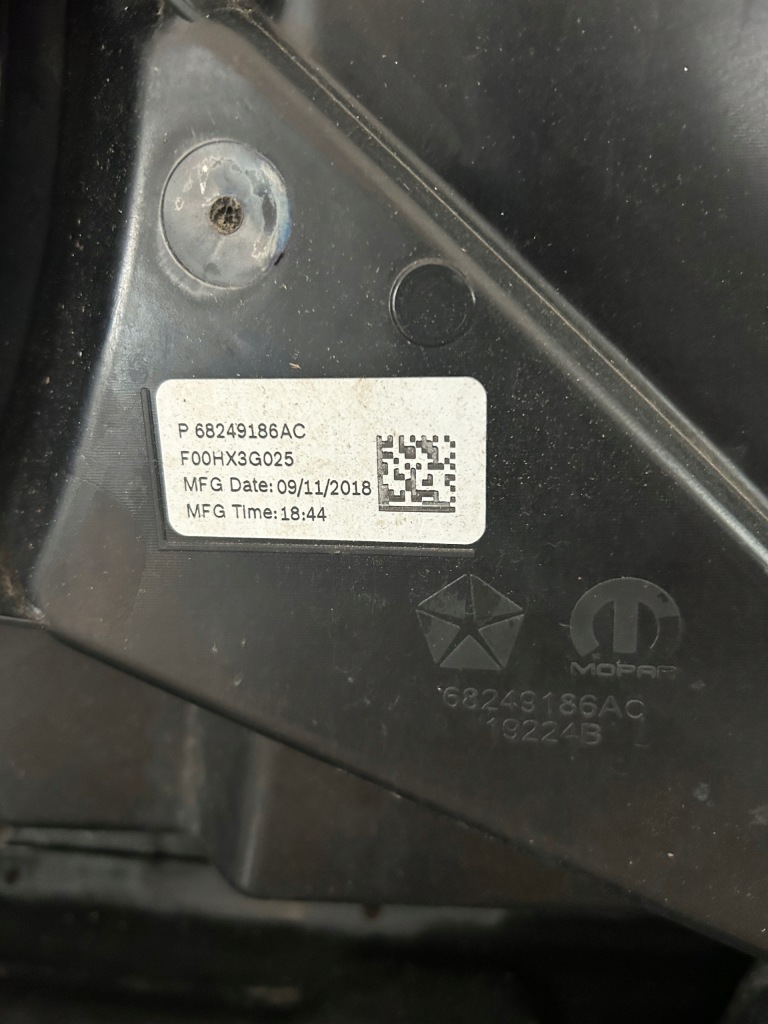 P 68249186AC
F00HX3G025
MFG Date: 09/11/2018
MFG Time: 18:44
MOPAR
68249186AC
19224B